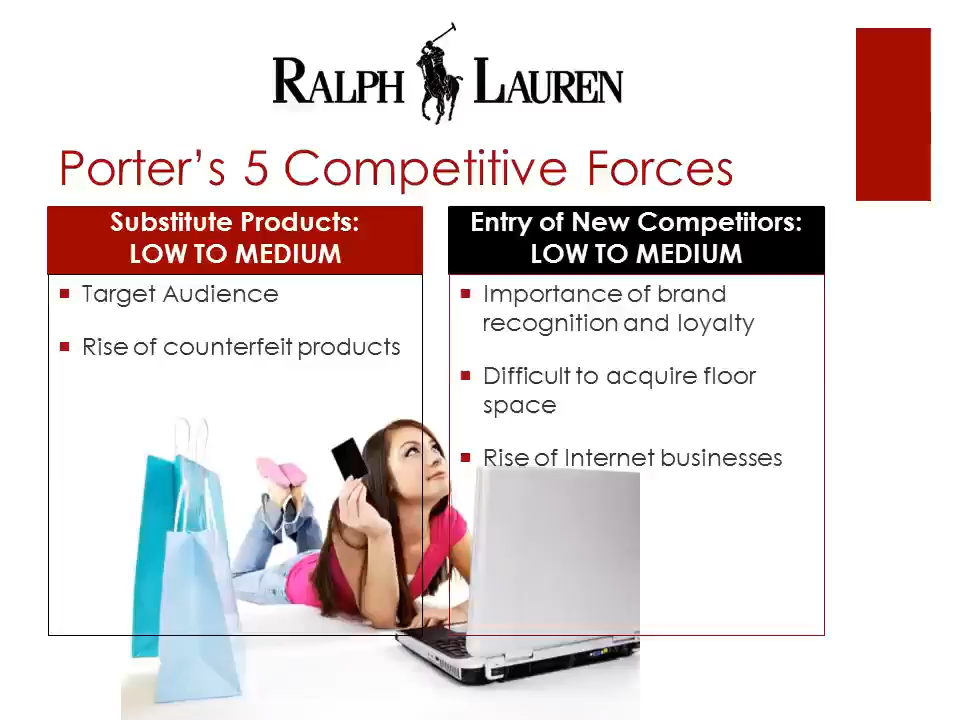 RALPH LAUREN
Porter’s 5 Competitive Forces
Substitute Products:
LOW TO MEDIUM
Target Audience
Rise of counterfeit products
Entry of New Competitors:
LOW TO MEDIUM
Importance of brand
recognition and loyalty
Difficult to acquire floor
space
Rise of Internet businesses